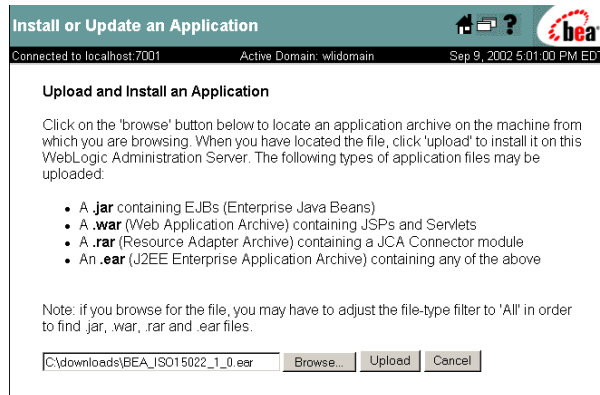 Install or Update an Application
? bea
Connected to localhost:7001 Active Domain: wlidomain Sep 9, 2002 5:01:00 PM EDT
Upload and Install an Application
Click on the 'browse' button below to locate an application archive on the machine from
which you are browsing. When you have located the file, click 'upload' to install it on this
WebLogic Administration Server. The following types of application files may be
uploaded:
• A .jar containing EJBs (Enterprise Java Beans)
• A .war (Web Application Archive) containing JSPs and Servlets
• A .rar (Resource Adapter Archive) containing a JCA Connector module
• An .ear (J2EE Enterprise Application Archive) containing any of the above
Note: if you browse for the file, you may have to adjust the file-type filter to 'All' in order
to find .jar, .war, .rar and .ear files.
C:\downloads\BEA_ISO15022_1_0.ear Browse... Upload Cancel